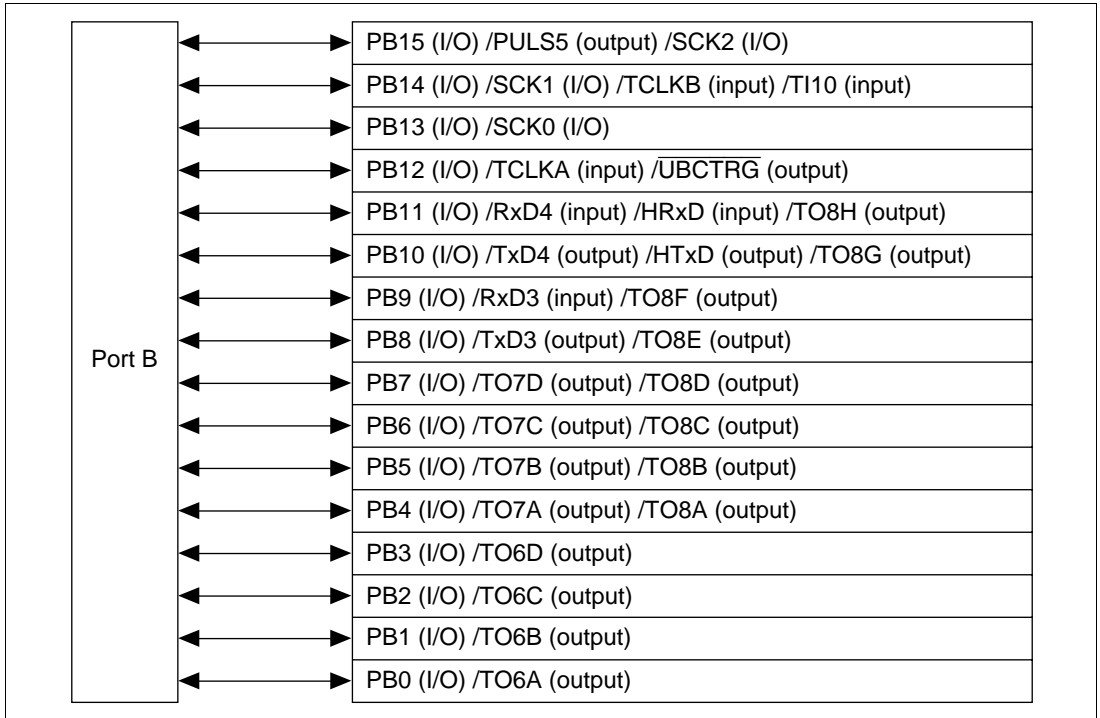 PB15 (I/O) /PULS5 (output) /SCK2 (I/O)
PB14 (I/O) /SCK1 (I/O) /TCLKB (input) /TI10 (input)
PB13 (I/O) /SCK0 (I/O)
PB12 (I/O) /TCLKA (input) /U̅B̅C̅T̅R̅G̅ (output)
PB11 (I/O) /RxD4 (input) /HRxD (input) /TO8H (output)
PB10 (I/O) /TxD4 (output) /HTxD (output) /TO8G (output)
PB9 (I/O) /RxD3 (input) /TO8F (output)
PB8 (I/O) /TxD3 (output) /TO8E (output)
Port B
PB7 (I/O) /TO7D (output) /TO8D (output)
PB6 (I/O) /TO7C (output) /TO8C (output)
PB5 (I/O) /TO7B (output) /TO8B (output)
PB4 (I/O) /TO7A (output) /TO8A (output)
PB3 (I/O) /TO6D (output)
PB2 (I/O) /TO6C (output)
PB1 (I/O) /TO6B (output)
PB0 (I/O) /TO6A (output)